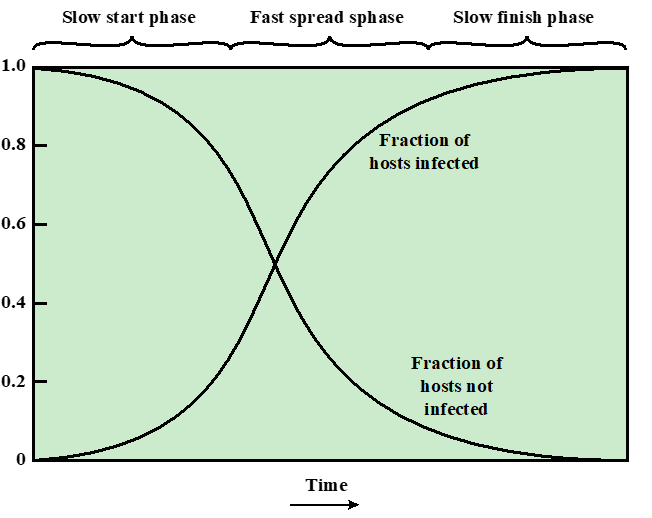 Slow start phase
Fast spread sphase
Slow finish phase
1.0
0.8
0.6
0.4
0.2
0
Fraction of
hosts infected
Fraction of
hosts not
infected
Time